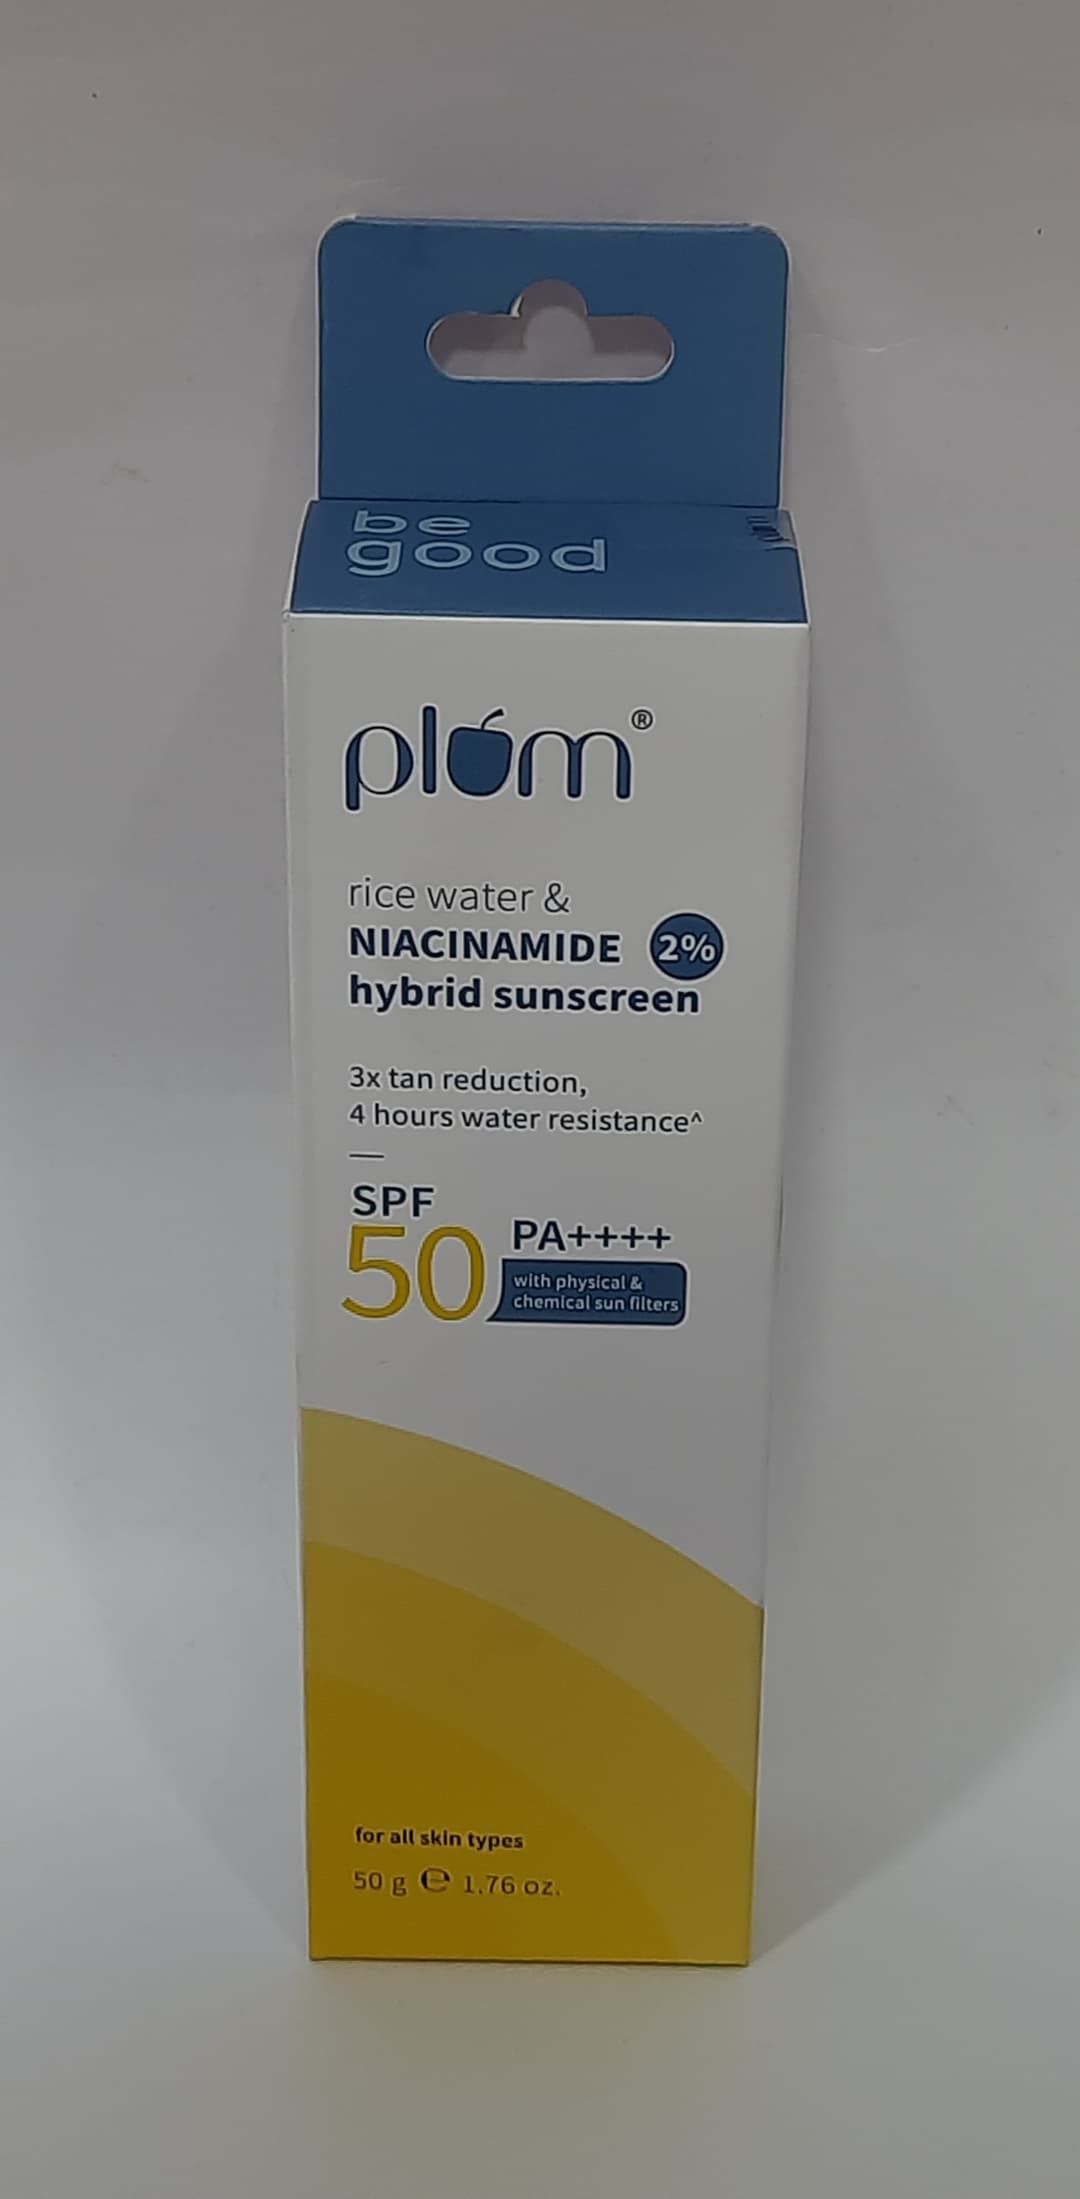 be
good
plum®
rice water &
NIACINAMIDE 2%
hybrid sunscreen
3x tan reduction,
4 hours water resistance^
SPF
50 PA++++
with physical &
chemical sun filters
for all skin types
50 g ℮ 1.76 oz.